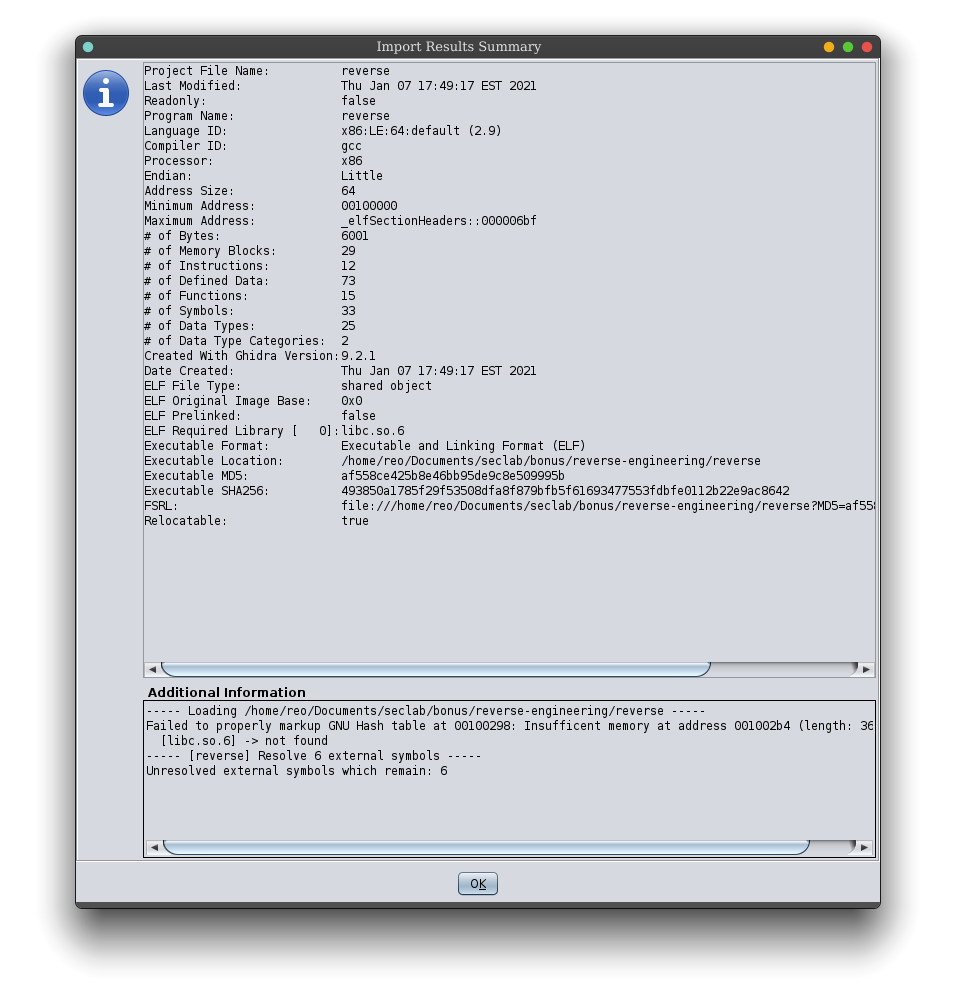 Import Results Summary
Project File Name: reverse
Last Modified: Thu Jan 07 17:49:17 EST 2021
Readonly: false
Program Name: reverse
Language ID: x86:LE:64:default (2.9)
Compiler ID: gcc
Processor: x86
Endian: Little
Address Size: 64
Minimum Address: 00100000
Maximum Address: _elfSectionHeaders::000006bf
# of Bytes: 6001
# of Memory Blocks: 29
# of Instructions: 12
# of Defined Data: 73
# of Functions: 15
# of Symbols: 33
# of Data Types: 25
# of Data Type Categories: 2
Created With Ghidra Version: 9.2.1
Date Created: Thu Jan 07 17:49:17 EST 2021
ELF File Type: shared object
ELF Original Image Base: 0x0
ELF Prelinked: false
ELF Required Library [   0]: libc.so.6
Executable Format: Executable and Linking Format (ELF)
Executable Location: /home/reo/Documents/seclab/bonus/reverse-engineering/reverse
Executable MD5: af558ce425b8e46bb95de9c8e509995b
Executable SHA256: 493850a1785f29f53508dfa8f879bfb5f61693477553fdbfe0112b22e9ac8642
FSRL: file:///home/reo/Documents/seclab/bonus/reverse-engineering/reverse?MD5=af558
Relocatable: true
Additional Information
----- Loading /home/reo/Documents/seclab/bonus/reverse-engineering/reverse -----
Failed to properly markup GNU Hash table at 00100298: Insufficent memory at address 001002b4 (length: 36
[libc.so.6] -> not found
----- [reverse] Resolve 6 external symbols -----
Unresolved external symbols which remain: 6
OK